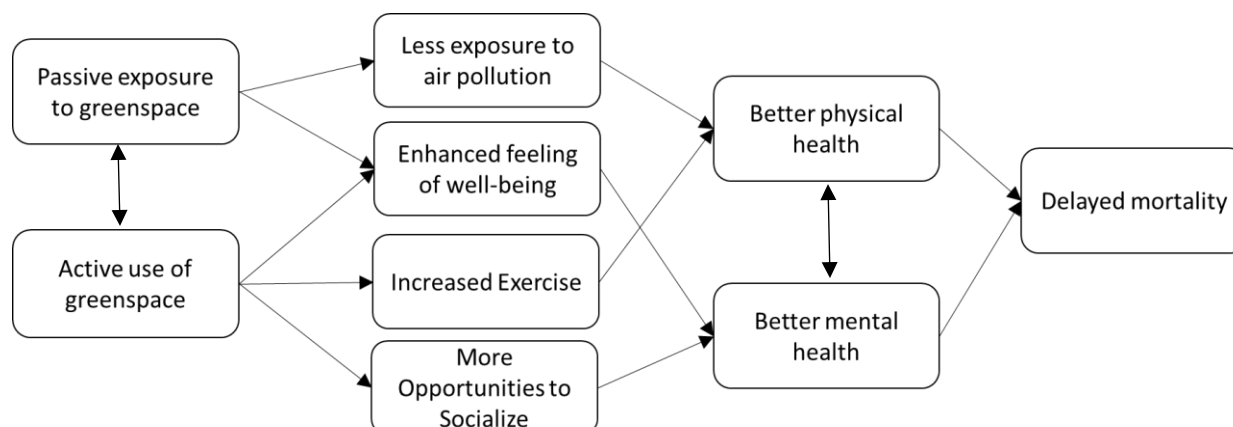 Passive exposure
to greenspace
Active use of
greenspace
Less exposure to
air pollution
Enhanced feeling
of well-being
Increased Exercise
More
Opportunities to
Socialize
Better physical
health
Better mental
health
Delayed mortality